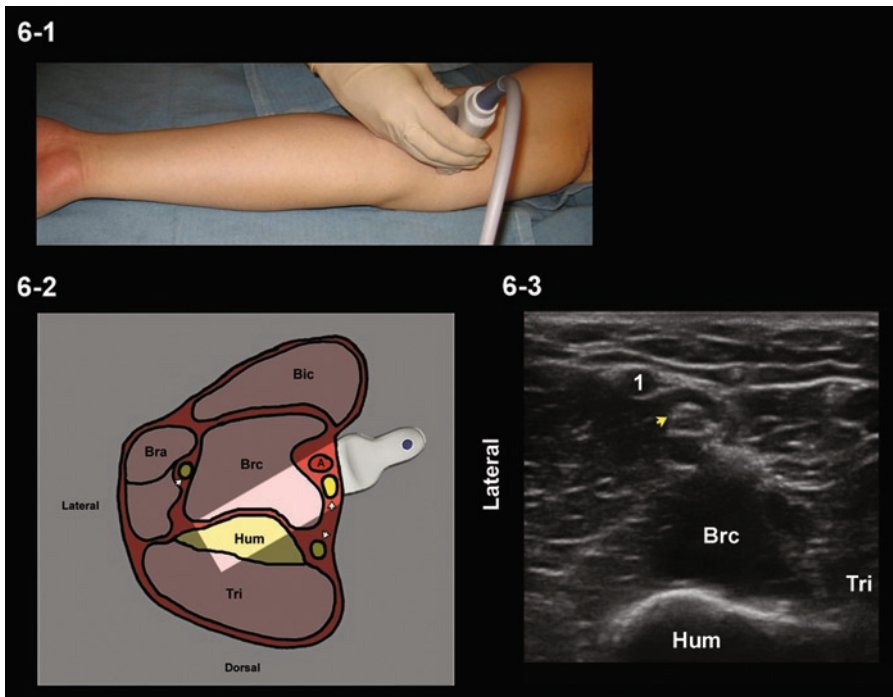 6-1
6-2
Bic
Bra
Brc
A
Lateral
Hum
Tri
Dorsal
6-3
1
Lateral
Brc
Tri
Hum